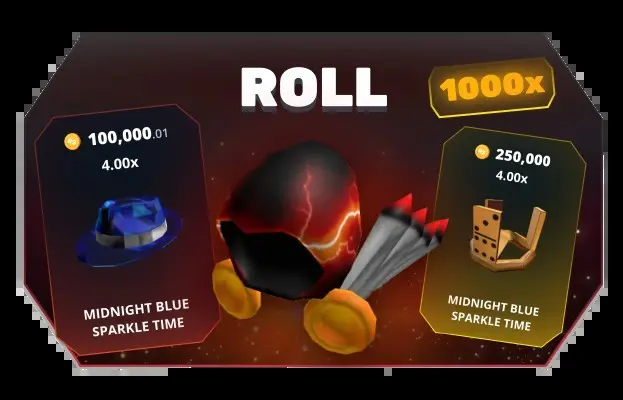 ROLL
1000x
100,000.01
4.00x
MIDNIGHT BLUE
SPARKLE TIME
250,000
4.00x
MIDNIGHT BLUE
SPARKLE TIME